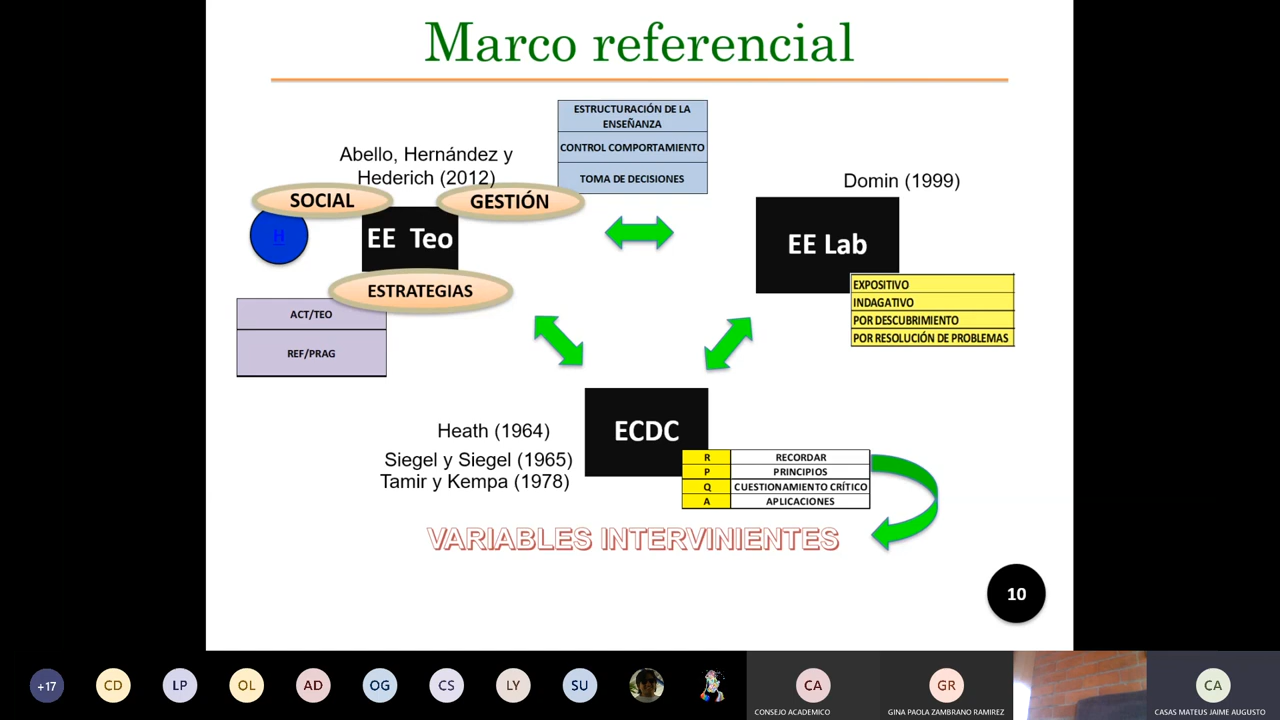 Marco referencial
ESTRUCTURACIÓN DE LA
ENSEÑANZA
CONTROL COMPORTAMIENTO
TOMA DE DECISIONES
Abello, Hernández y
Hederich (2012)
SOCIAL
GESTIÓN
H
EE Teo
ESTRATEGIAS
ACT/TEO
REF/PRAG
Domin (1999)
EE Lab
EXPOSITIVO
INDAGATIVO
POR DESCUBRIMIENTO
POR RESOLUCIÓN DE PROBLEMAS
Heath (1964)
Siegel y Siegel (1965)
Tamir y Kempa (1978)
ECDC
R RECORDAR
P PRINCIPIOS
Q CUESTIONAMIENTO CRÍTICO
A APLICACIONES
VARIABLES INTERVINIENTES
10
+17
CD
LP
OL
AD
OG
CS
LY
SU
CA
CONSEJO ACADEMICO
GR
GINA PAOLA ZAMBRANO RAMIREZ
CA
CASAS MATEUS JAIME AUGUSTO